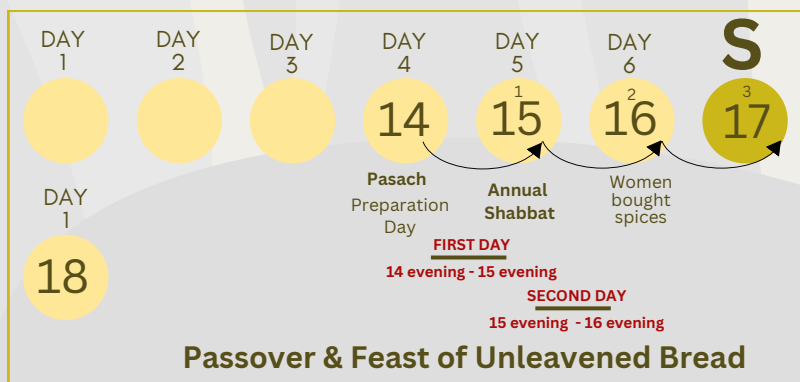 DAY
1
DAY
2
DAY
3
DAY
4
DAY
5
DAY
6
S
14
1
15
2
16
3
17
Pasach
Preparation
Day
Annual
Shabbat
Women
bought
spices
DAY
1
18
FIRST DAY
14 evening - 15 evening
SECOND DAY
15 evening - 16 evening
Passover & Feast of Unleavened Bread